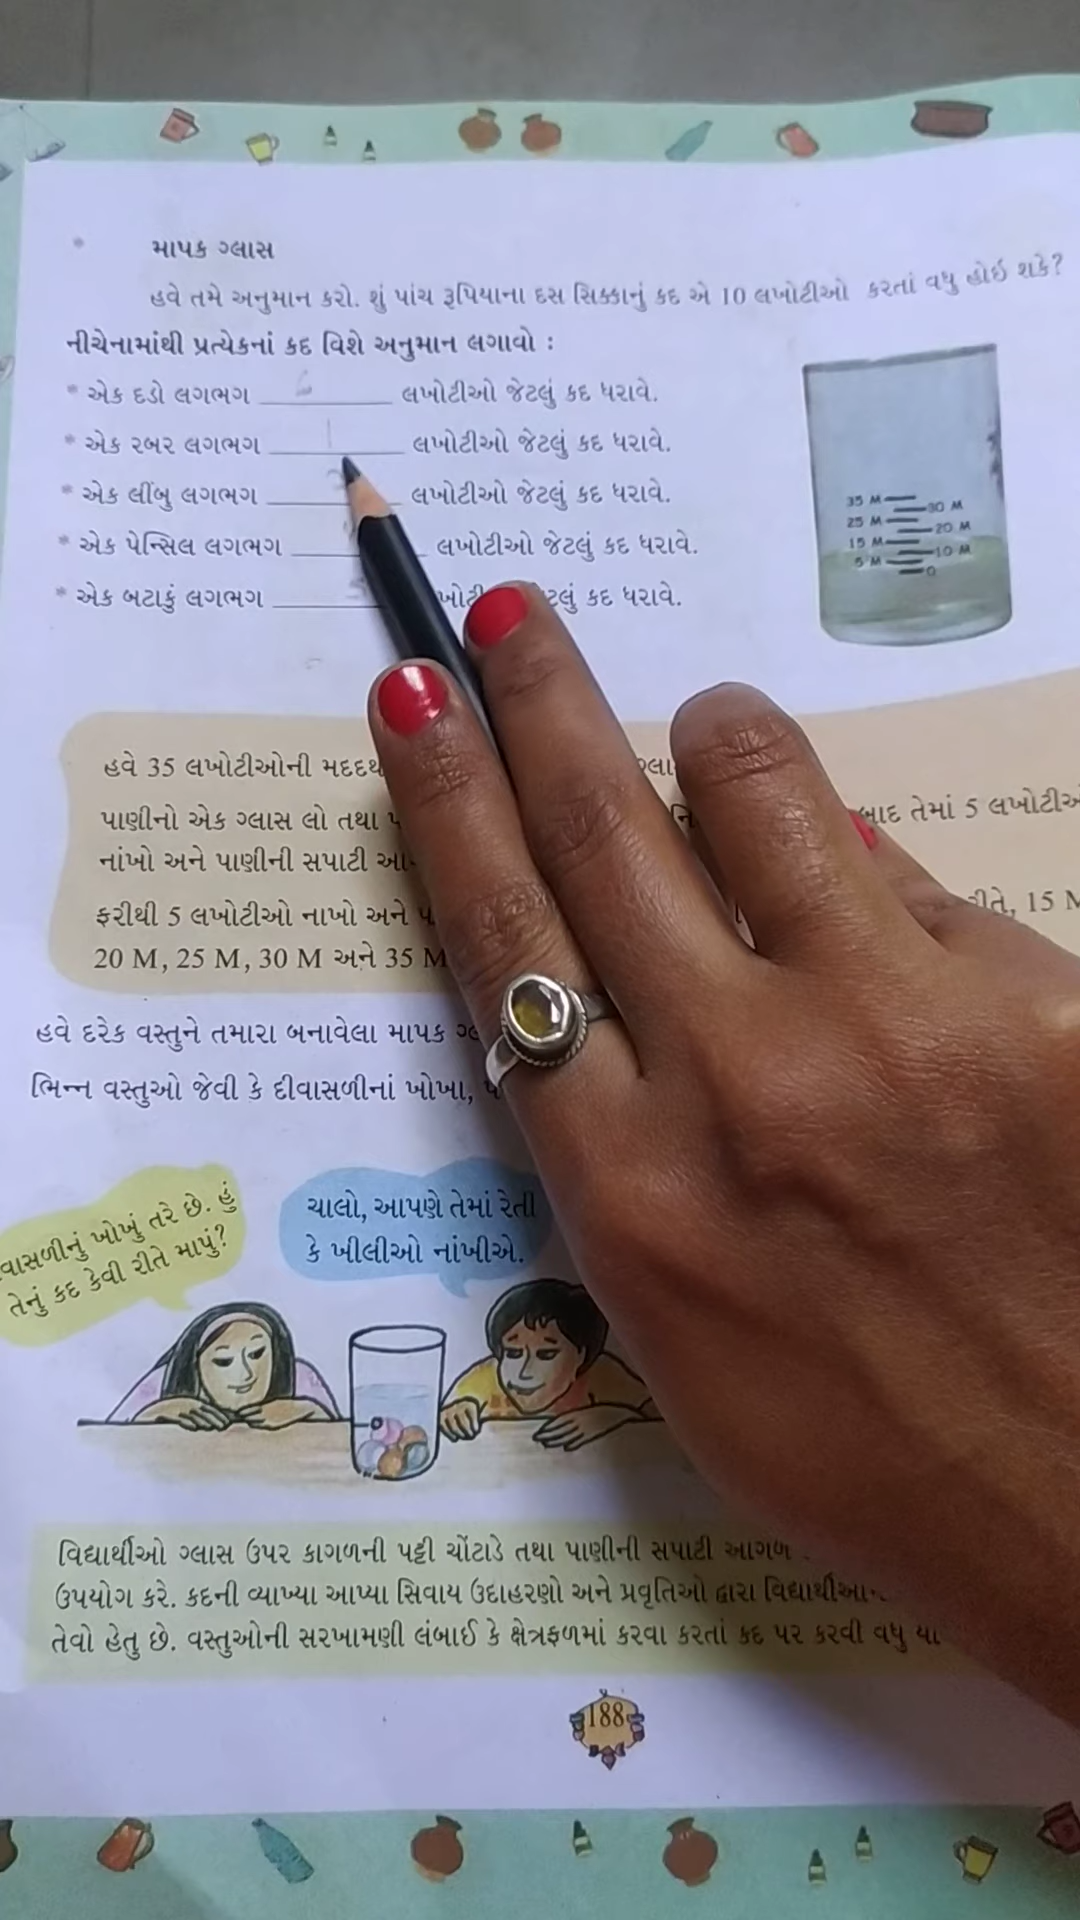 માપક ગ્લાસ
હવે તમે અનુમાન કરો. શું પાંચ રૂપિયાના દસ સિક્કાનું કદ એ 10 લખોટીઓ કરતાં વધુ હોઈ શકે?
નીચેનામાંથી પ્રત્યેકનાં કદ વિશે અનુમાન લગાવો :
* એક દડો લગભગ ________ લખોટીઓ જેટલું કદ ધરાવે.
* એક રબર લગભગ ________ લખોટીઓ જેટલું કદ ધરાવે.
* એક લીંબુ લગભગ ________ લખોટીઓ જેટલું કદ ધરાવે.
* એક પેન્સિલ લગભગ ________ લખોટીઓ જેટલું કદ ધરાવે.
* એક બટાકું લગભગ ________ કદ ધરાવે.
35 M
30 M
25 M
20 M
15 M
10 M
5 M
0
હવે 35 લખોટીઓની
પાણીનો એક ગ્લાસ લો તથા બાદ તેમાં 5
નાંખો અને પાણીની સપાટી
ફરીથી 5 લખોટીઓ નાખો અને 15 M
20 M, 25 M, 30 M અને 35 M
હવે દરેક વસ્તુને તમારા બનાવેલા માપક
ભિન્ન વસ્તુઓ જેવી કે દીવાસળીનાં ખોખા,
ખોખું તરે છે. હું
તેનું કદ કેવી રીતે માપું?
ચાલો, આપણે તેમાં રેતી
કે ખીલીઓ નાંખીએ.
વિદ્યાર્થીઓ ગ્લાસ ઉપર કાગળની પટ્ટી ચોંટાડે તથા પાણીની સપાટી આગળ
ઉપયોગ કરે. કદની વ્યાખ્યા આપ્યા સિવાય ઉદાહરણો અને પ્રવૃતિઓ દ્વારા
તેવો હેતુ છે. વસ્તુઓની સરખામણી લંબાઈ કે ક્ષેત્રફળમાં કરવા કરતાં કદ પર કરવી વધુ
188